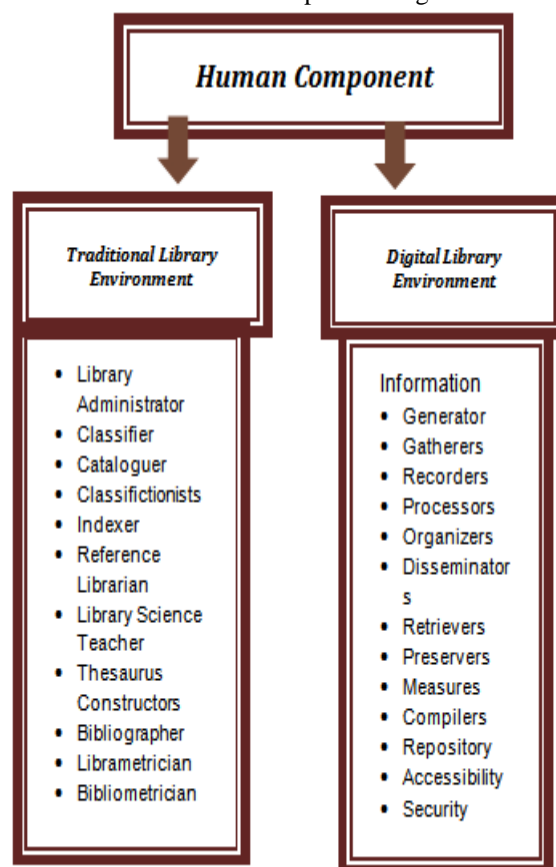 Human Component
Traditional Library
Environment
• Library
Administrator
• Classifier
• Cataloguer
• Classifictionists
• Indexer
• Reference
Librarian
• Library Science
Teacher
• Thesaurus
Constructors
• Bibliographer
• Librametrician
• Bibliometrician
Digital Library
Environment
Information
• Generator
• Gatherers
• Recorders
• Processors
• Organizers
• Disseminator
s
• Retrievers
• Preservers
• Measures
• Compilers
• Repository
• Accessibility
• Security